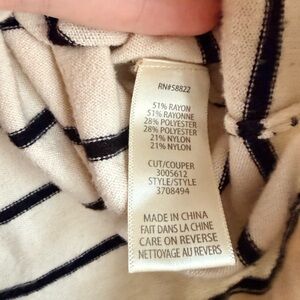 RN#58822
51% RAYON
51% RAYONNE
28% POLYESTER
28% POLYESTER
21% NYLON
21% NYLON
CUT/COUPER
3005612
STYLE/STYLE
3708494
MADE IN CHINA
FAIT DANS LA CHINE
CARE ON REVERSE
NETTOYAGE AU REVERS